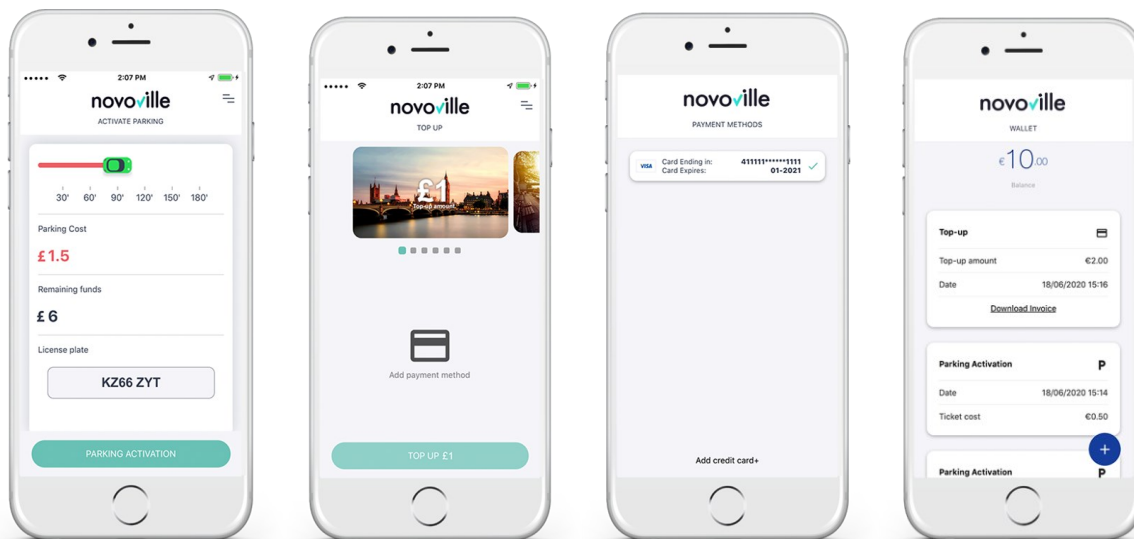 2:07 PM
novoville
ACTIVATE PARKING
30' 60' 90' 120' 150' 180'
Parking Cost
£1.5
Remaining funds
£ 6
License plate
KZ66 ZYT
PARKING ACTIVATION
2:07 PM
novoville
TOP UP
£1
Top-up amount
Add payment method
TOP UP £1
novoville
PAYMENT METHODS
VISA Card Ending in: 411111******1111
Card Expires: 01-2021
Add credit card+
novoville
WALLET
€10.00
Balance
Top-up
Top-up amount €2.00
Date 18/06/2020 15:16
Download Invoice
Parking Activation P
Date 18/06/2020 15:14
Ticket cost €0.50
+
Parking Activation P